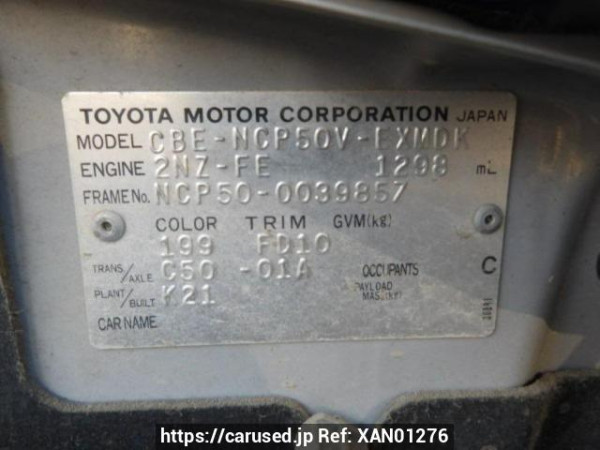 TOYOTA MOTOR CORPORATION JAPAN
MODEL CBE-NCP50V-EXMDK
ENGINE 2NZ-FE 1298 mL
FRAME No. NCP50-0039857
COLOR TRIM GVM(kg)
199 FD10
TRANS/AXLE C50 -01A OCCUPANTS C
PLANT/BUILT K21 PAYLOAD MASS(kg)
CAR NAME
https://carused.jp Ref: XAN01276